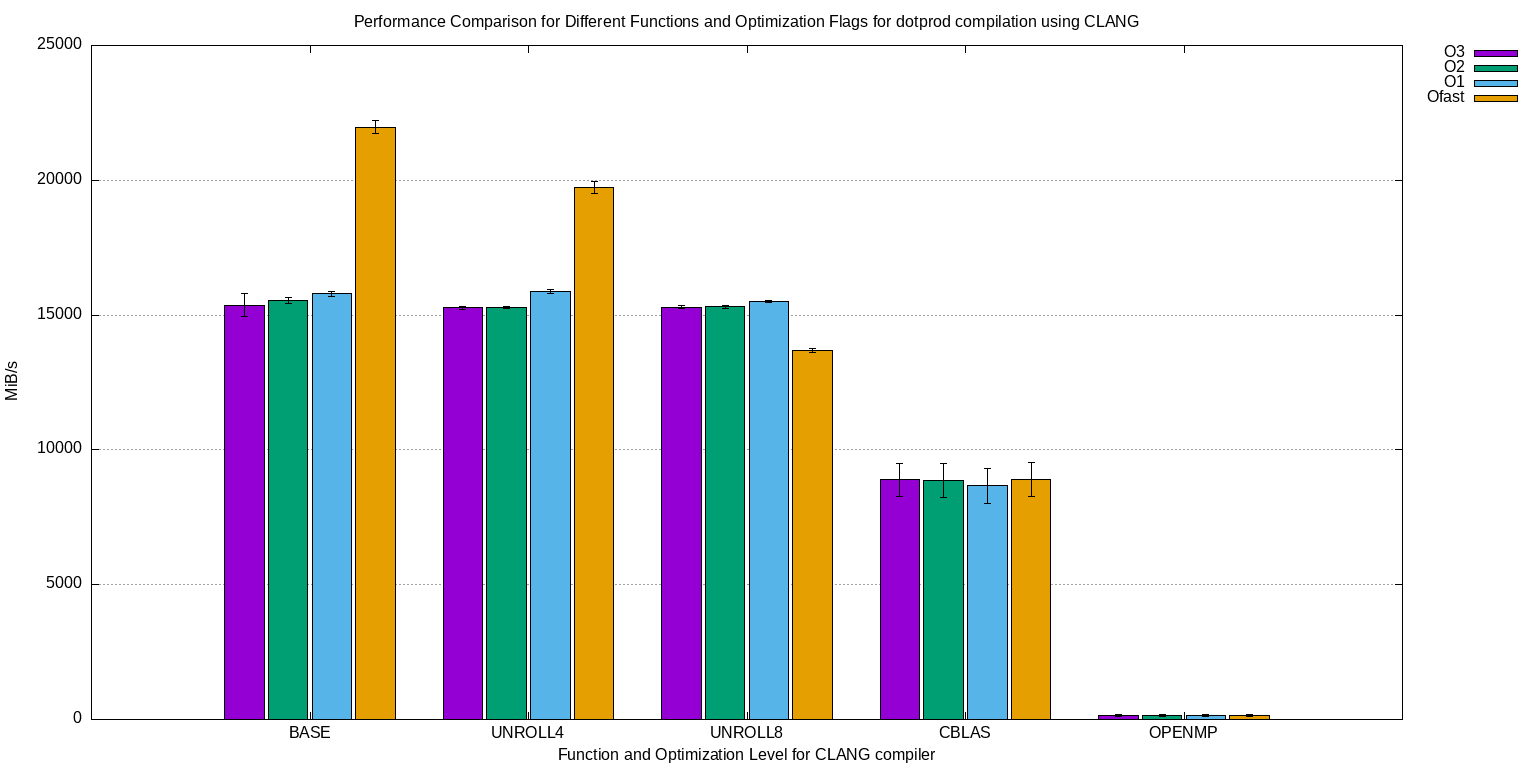 Performance Comparison for Different Functions and Optimization Flags for dotprod compilation using CLANG
25000
20000
15000
10000
5000
0
MiB/s
O3
O2
O1
Ofast
BASE UNROLL4 UNROLL8 CBLAS OPENMP
Function and Optimization Level for CLANG compiler